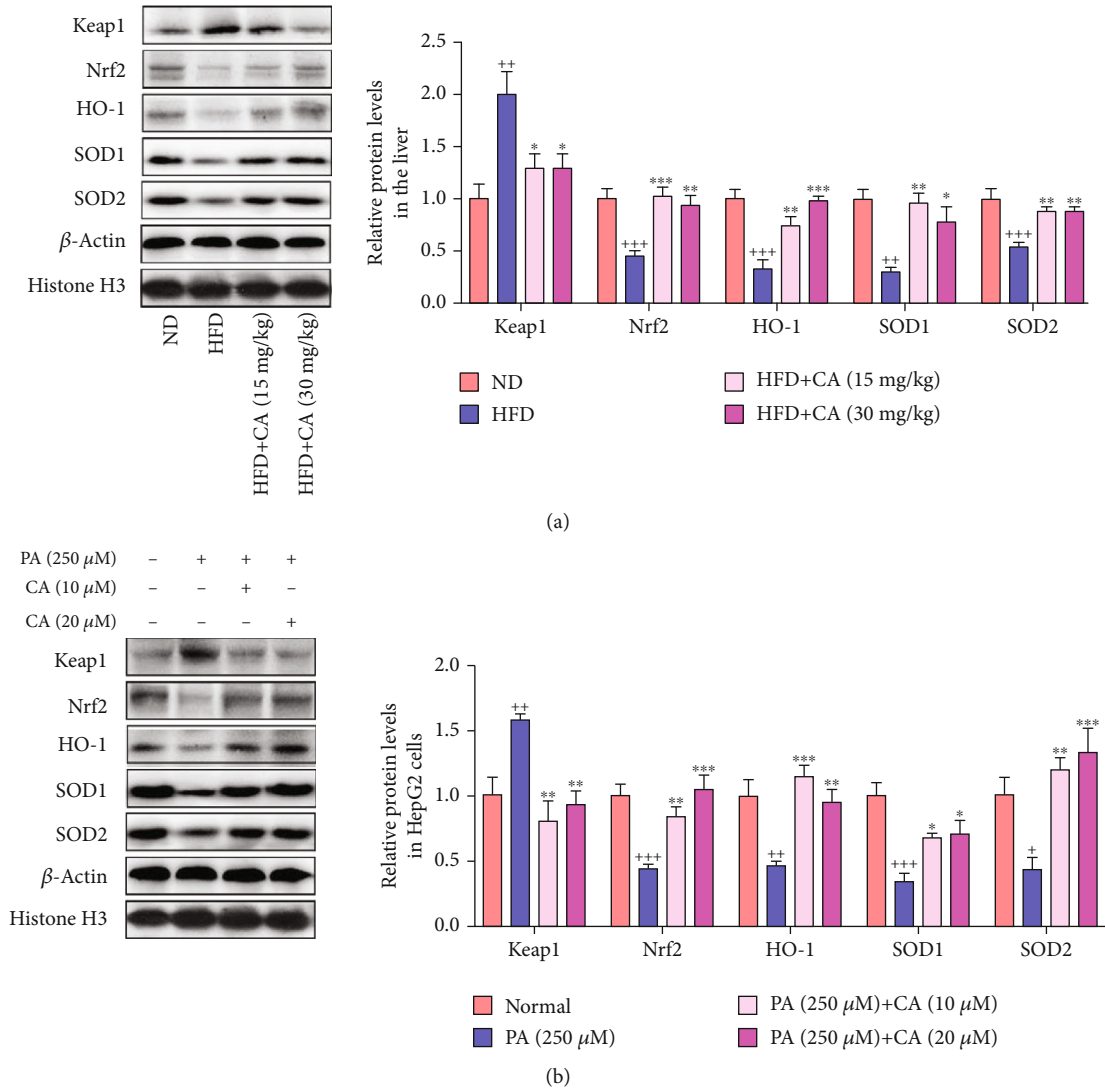 Keap1
Nrf2
HO-1
SOD1
SOD2
β-Actin
Histone H3
ND
HFD
HFD+CA (15 mg/kg)
HFD+CA (30 mg/kg)
Relative protein levels
in the liver
2.5
2.0
1.5
1.0
0.5
0.0
++
*
*
+++
***
**
+++
**
***
++
**
*
+++
**
**
Keap1
Nrf2
HO-1
SOD1
SOD2
ND
HFD
HFD+CA (15 mg/kg)
HFD+CA (30 mg/kg)
(a)
PA (250 μM) – + + +
CA (10 μM) – – + –
CA (20 μM) – – – +
Keap1
Nrf2
HO-1
SOD1
SOD2
β-Actin
Histone H3
Relative protein levels
in HepG2 cells
2.0
1.5
1.0
0.5
0.0
++
**
**
+++
**
***
++
***
**
+++
*
*
+
**
***
Keap1
Nrf2
HO-1
SOD1
SOD2
Normal
PA (250 μM)
PA (250 μM)+CA (10 μM)
PA (250 μM)+CA (20 μM)
(b)